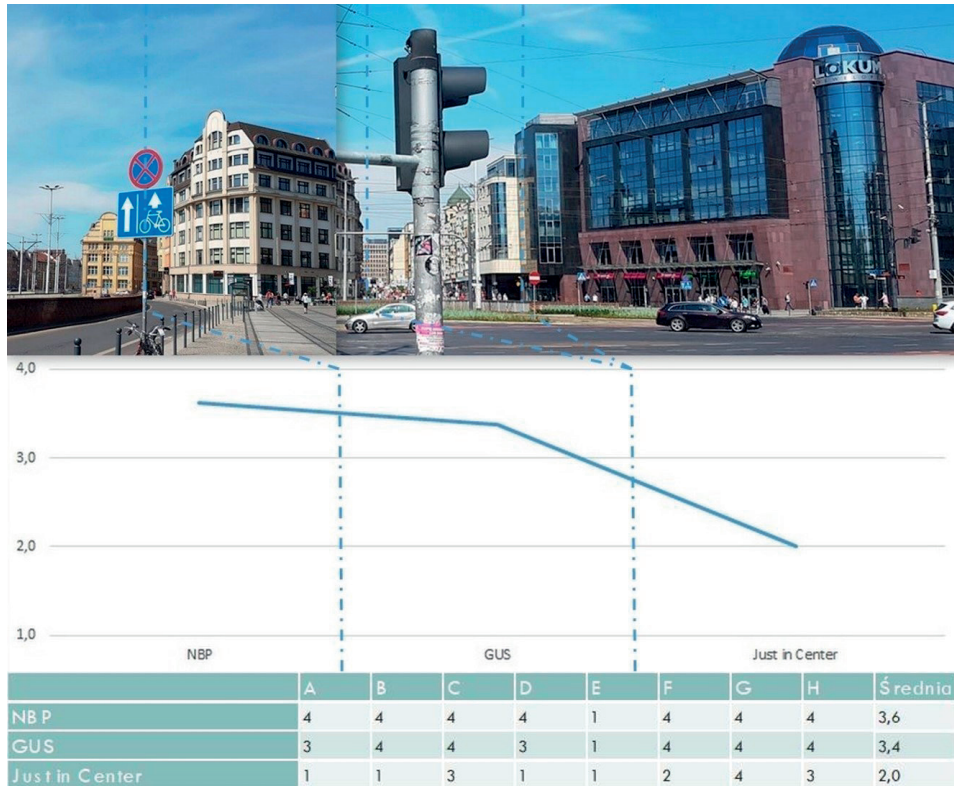 LOKUM
4,0
3,0
2,0
1,0
NBP GUS Just in Center
A B C D E F G H Średnia
NBP 4 4 4 4 1 4 4 4 3,6
GUS 3 4 4 3 1 4 4 4 3,4
Just in Center 1 1 3 1 1 2 4 3 2,0